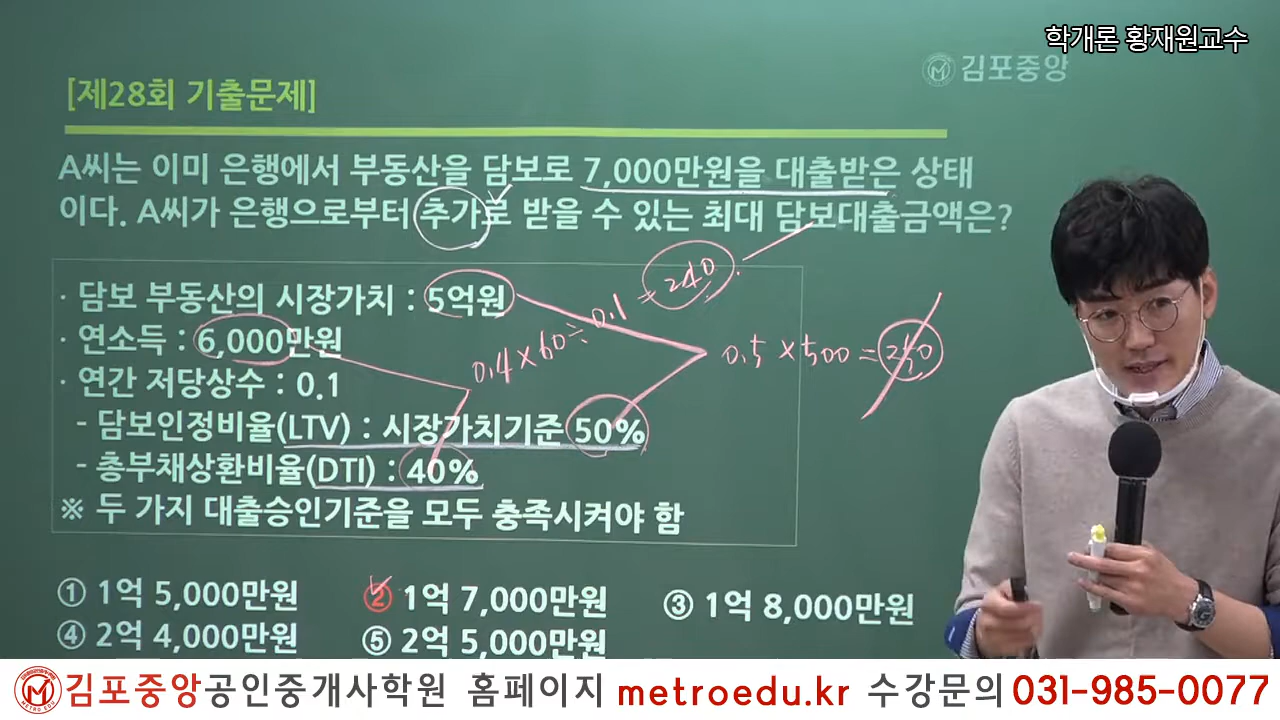 학개론 황재원교수
김포중앙
[제28회 기출문제]
A씨는 이미 은행에서 부동산을 담보로 7,000만원을 대출받은 상태
이다. A씨가 은행으로부터 추가로 받을 수 있는 최대 담보대출금액은?
· 담보 부동산의 시장가치 : 5억원
· 연소득 : 6,000만원
· 연간 저당상수 : 0.1
- 담보인정비율(LTV) : 시장가치기준 50%
- 총부채상환비율(DTI) : 40%
※ 두 가지 대출승인기준을 모두 충족시켜야 함
0.4 × 60 ÷ 0.1 = 240
0.5 × 500 = 250
① 1억 5,000만원 ② 1억 7,000만원 ③ 1억 8,000만원
④ 2억 4,000만원 ⑤ 2억 5,000만원
김포중앙공인중개사학원 홈페이지 metroedu.kr 수강문의 031-985-0077